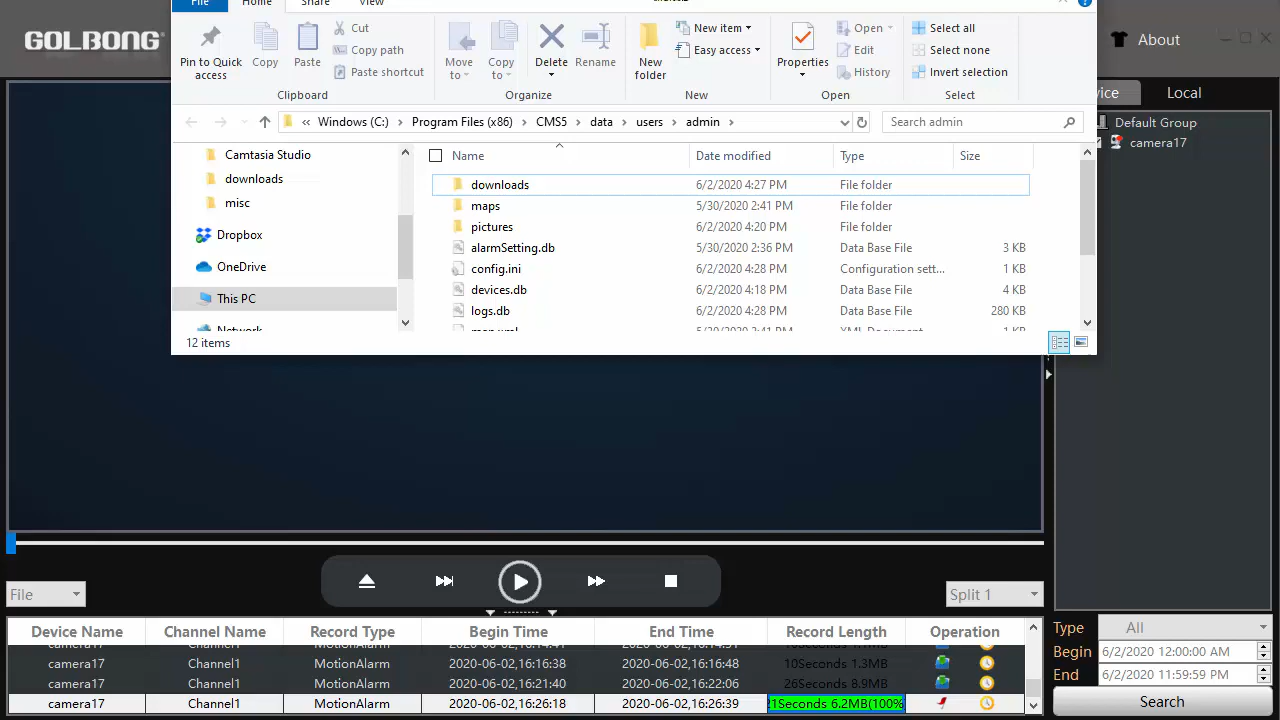 GOLBONG
About
File
Home
Share
View
Pin to Quick access
Copy
Paste
Cut
Copy path
Paste shortcut
Clipboard
Move to
Copy to
Delete
Rename
Organize
New folder
New item
Easy access
New
Properties
Open
Edit
History
Open
Select all
Select none
Invert selection
Select
« Windows (C:) > Program Files (x86) > CMS5 > data > users > admin >
Search admin
Camtasia Studio
downloads
misc
Dropbox
OneDrive
This PC
Network
Name Date modified Type Size
downloads 6/2/2020 4:27 PM File folder
maps 5/30/2020 2:41 PM File folder
pictures 6/2/2020 4:20 PM File folder
alarmSetting.db 5/30/2020 2:36 PM Data Base File 3 KB
config.ini 6/2/2020 4:28 PM Configuration sett... 1 KB
devices.db 6/2/2020 4:18 PM Data Base File 4 KB
logs.db 6/2/2020 4:28 PM Data Base File 280 KB
12 items
Local
Default Group
camera17
File
Split 1
Device Name Channel Name Record Type Begin Time End Time Record Length Operation
camera17 Channel1 MotionAlarm 2020-06-02,16:16:38 2020-06-02,16:16:48 10Seconds 1.3MB
camera17 Channel1 MotionAlarm 2020-06-02,16:21:40 2020-06-02,16:22:06 26Seconds 8.9MB
camera17 Channel1 MotionAlarm 2020-06-02,16:26:18 2020-06-02,16:26:39 1Seconds 6.2MB(100%
Type All
Begin 6/2/2020 12:00:00 AM
End 6/2/2020 11:59:59 PM
Search